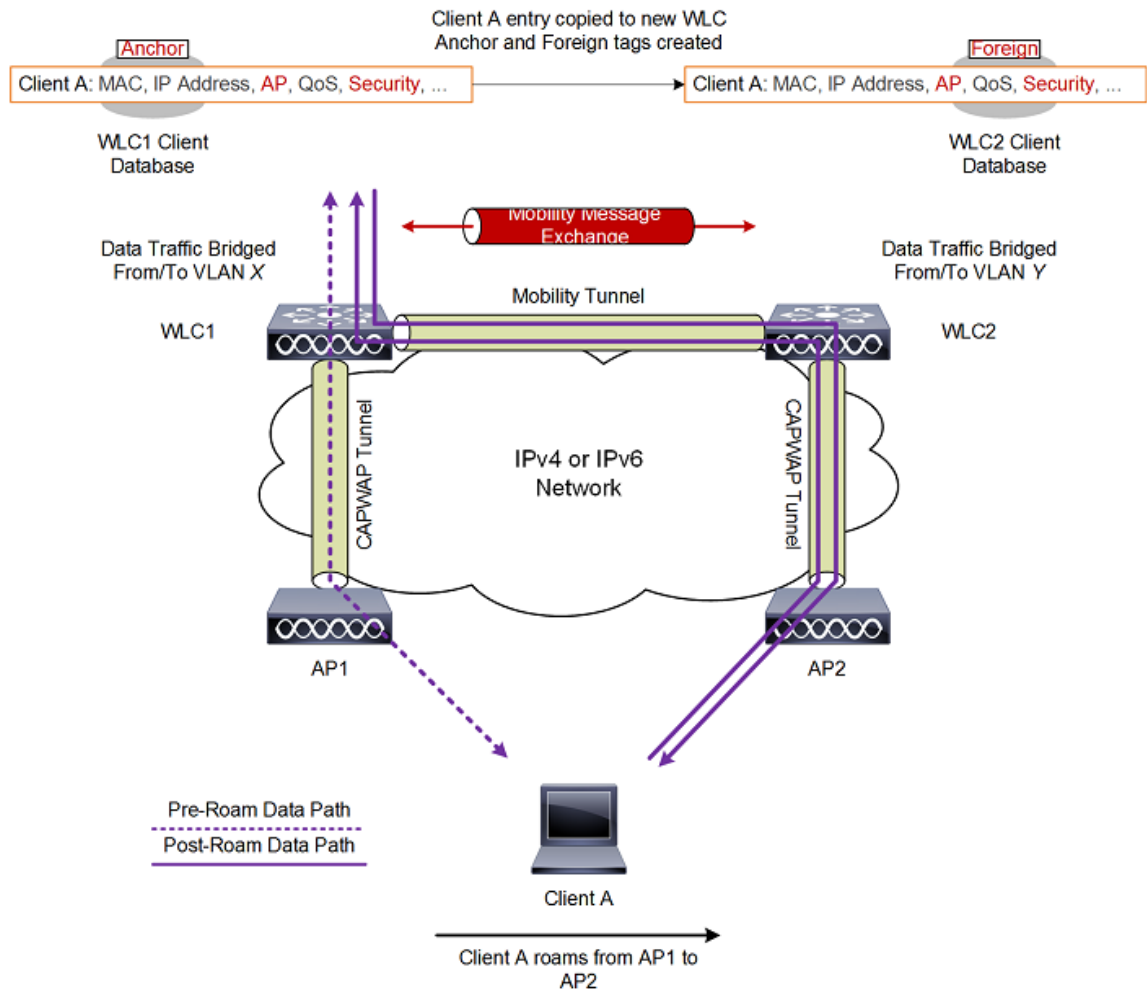 Client A entry copied to new WLC
Anchor and Foreign tags created
Anchor
Foreign
Client A: MAC, IP Address, AP, QoS, Security, ...
Client A: MAC, IP Address, AP, QoS, Security, ...
WLC1 Client
Database
WLC2 Client
Database
Mobility Message
Exchange
Data Traffic Bridged
From/To VLAN X
Data Traffic Bridged
From/To VLAN Y
Mobility Tunnel
WLC1
WLC2
CAPWAP Tunnel
CAPWAP Tunnel
IPv4 or IPv6
Network
AP1
AP2
Pre-Roam Data Path
Post-Roam Data Path
Client A
Client A roams from AP1 to
AP2